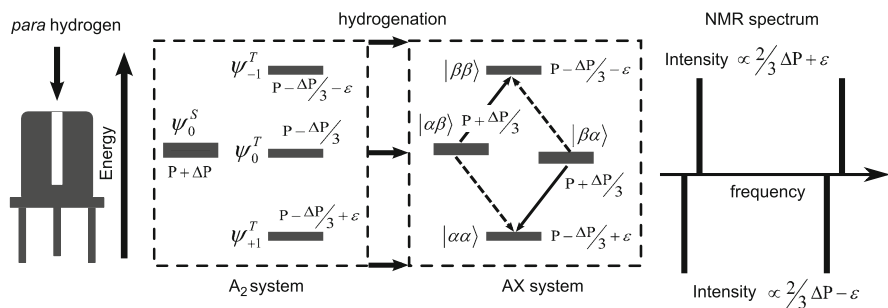 para hydrogen
Energy
hydrogenation
ψ₋₁ᵀ
P−ΔP/3−ε
ψ₀ˢ
P+ΔP
ψ₀ᵀ
P−ΔP/3
ψ₊₁ᵀ
P−ΔP/3+ε
A₂ system
|ββ⟩
P−ΔP/3−ε
|αβ⟩
P+ΔP/3
|βα⟩
P+ΔP/3
|αα⟩
P−ΔP/3+ε
AX system
NMR spectrum
Intensity ∝ 2/3 ΔP+ε
frequency
Intensity ∝ 2/3 ΔP−ε